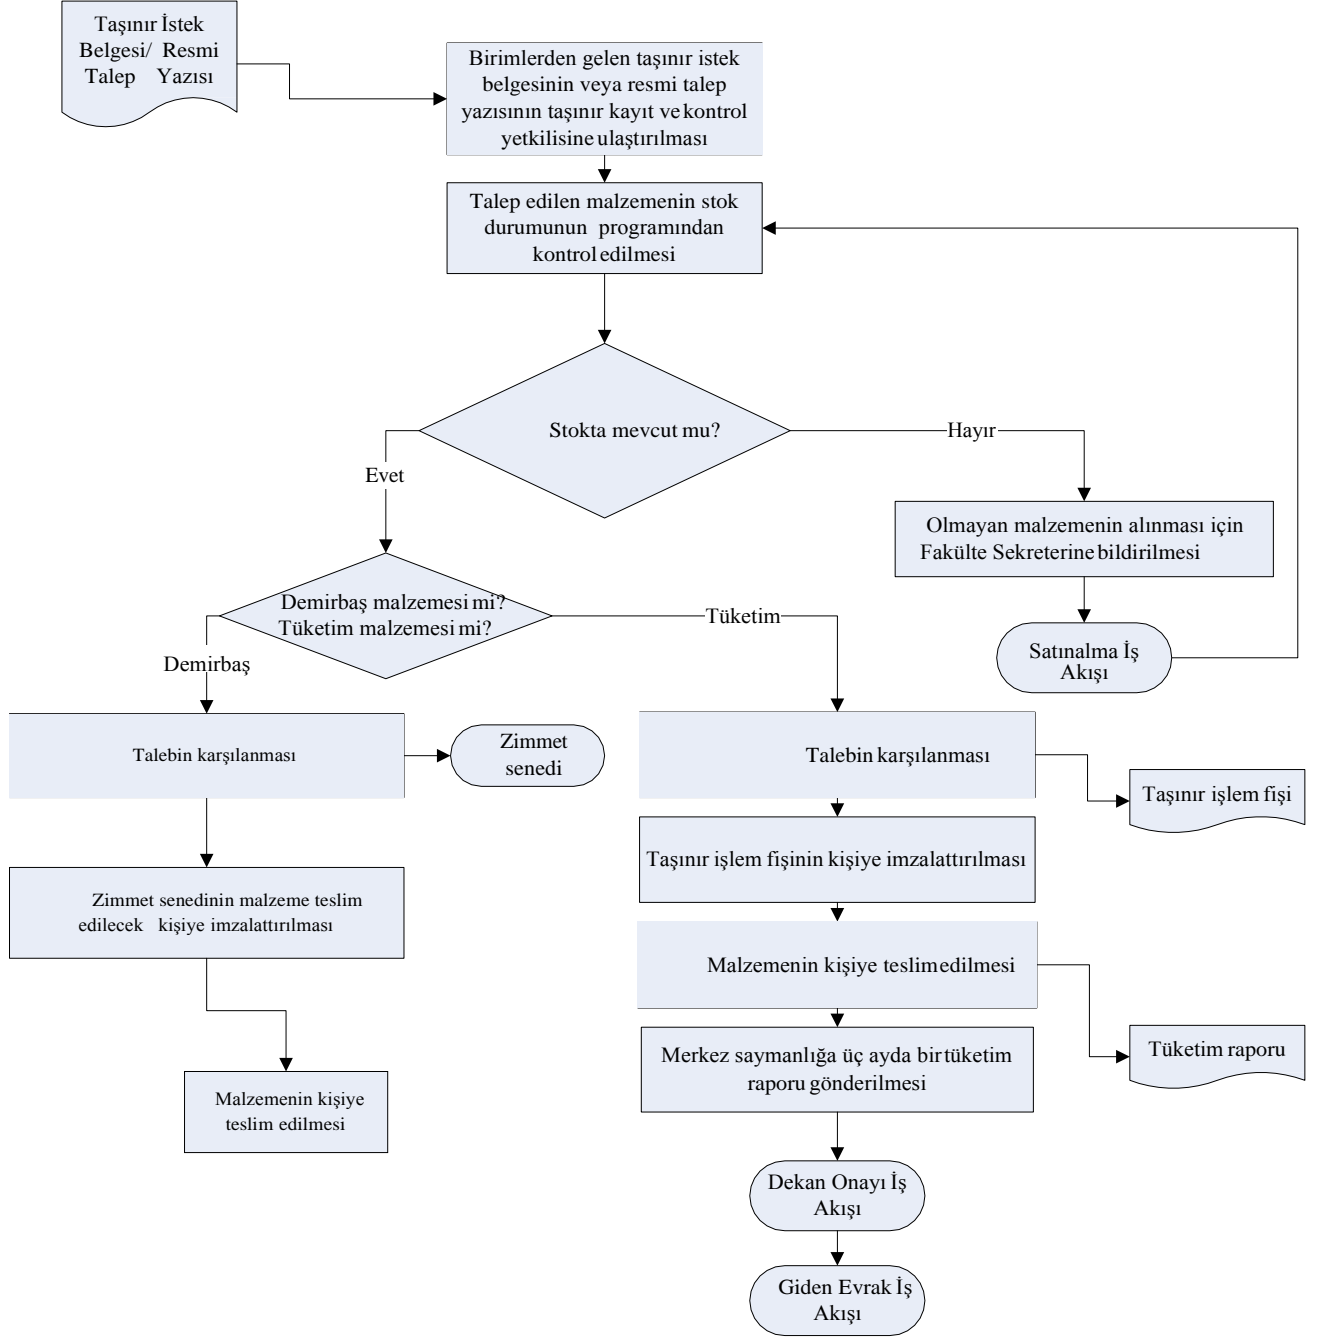 Taşınır İstek
Belgesi/ Resmi
Talep Yazısı
Birimlerden gelen taşınır istek
belgesinin veya resmi talep
yazısının taşınır kayıt ve kontrol
yetkilisine ulaştırılması
Talep edilen malzemenin stok
durumunun programından
kontrol edilmesi
Stokta mevcut mu?
Hayır
Evet
Olmayan malzemenin alınması için
Fakülte Sekreterine bildirilmesi
Demirbaş malzemesi mi?
Tüketim malzemesi mi?
Tüketim
Demirbaş
Satınalma İş
Akışı
Talebin karşılanması
Zimmet
senedi
Talebin karşılanması
Taşınır işlem fişi
Taşınır işlem fişinin kişiye imzalattırılması
Zimmet senedinin malzeme teslim
edilecek kişiye imzalattırılması
Malzemenin kişiye teslim edilmesi
Merkez saymanlığa üç ayda bir tüketim
raporu gönderilmesi
Tüketim raporu
Malzemenin kişiye
teslim edilmesi
Dekan Onayı İş
Akışı
Giden Evrak İş
Akışı